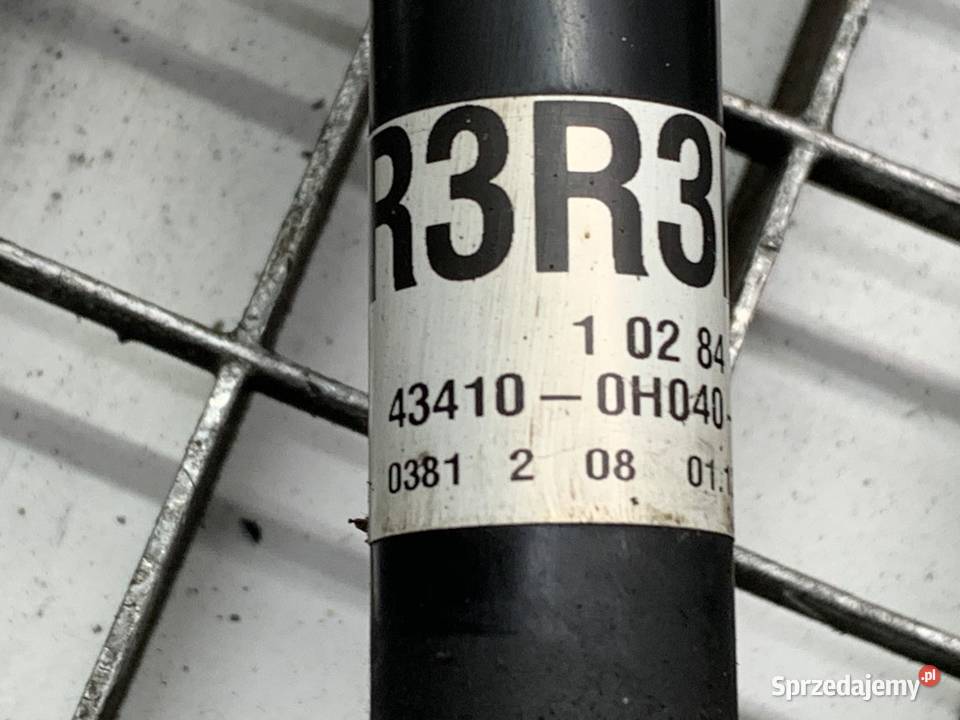 R3R3
1 02 84
43410-0H040-
0381 2 08 01.1
Sprzedajemy.pl